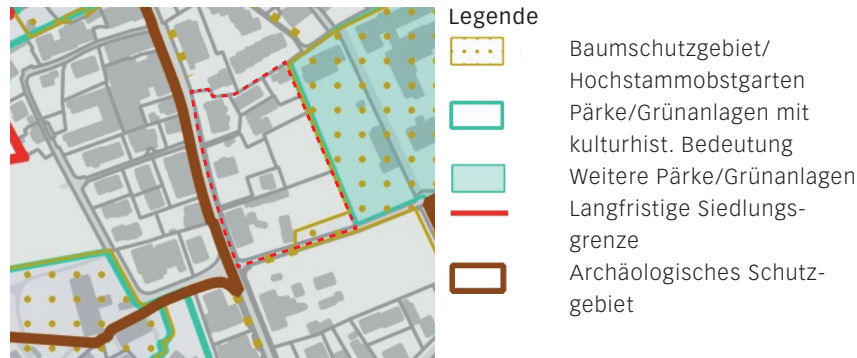 Legende
Baumschutzgebiet/
Hochstammobstgarten
Pärke/Grünanlagen mit
kulturhist. Bedeutung
Weitere Pärke/Grünanlagen
Langfristige Siedlungs-
grenze
Archäologisches Schutz-
gebiet